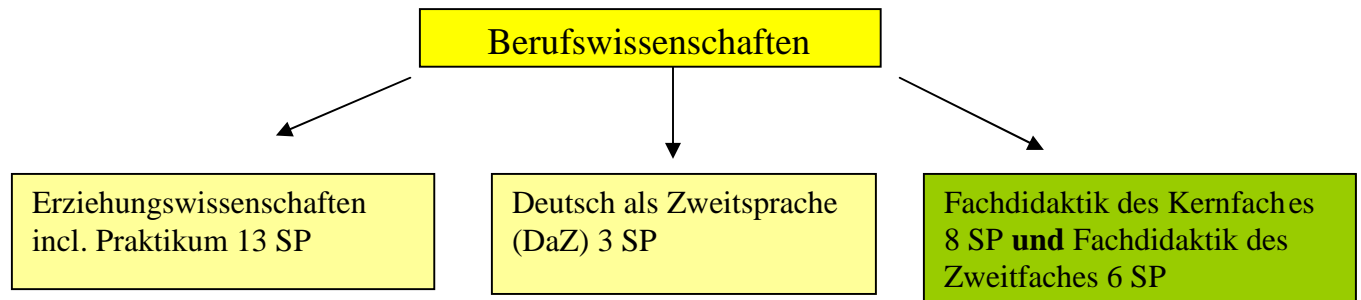 Berufswissenschaften
Erziehungswissenschaften
incl. Praktikum 13 SP
Deutsch als Zweitsprache
(DaZ) 3 SP
Fachdidaktik des Kernfaches
8 SP und Fachdidaktik des
Zweitfaches 6 SP